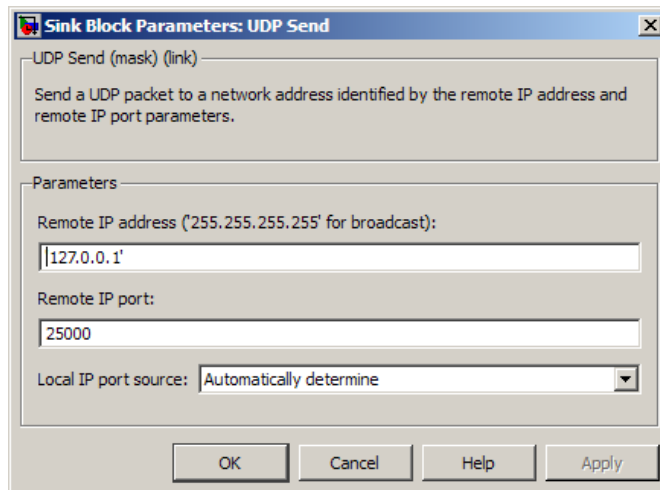 Sink Block Parameters: UDP Send
UDP Send (mask) (link)
Send a UDP packet to a network address identified by the remote IP address and
remote IP port parameters.
Parameters
Remote IP address ('255.255.255.255' for broadcast):
'127.0.0.1'
Remote IP port:
25000
Local IP port source: Automatically determine
OK Cancel Help Apply